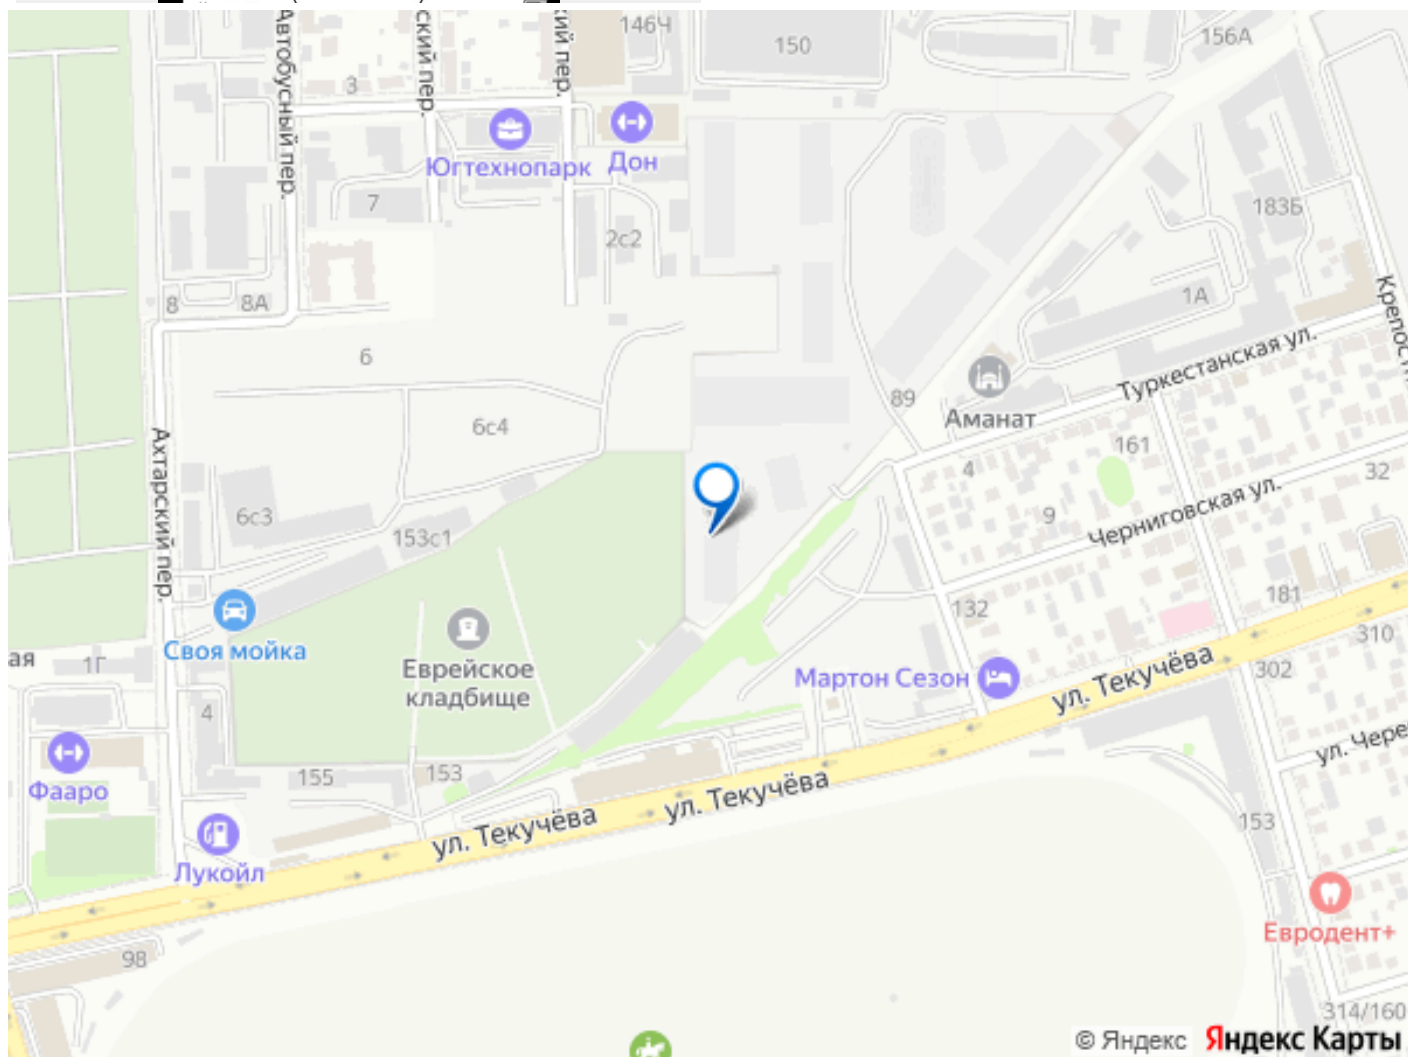 146Ч
150
156А
Автобусный пер.
ский пер.
кий пер.
3
Югтехнопарк
Дон
7
2с2
183Б
8
8А
1А
Крепост
6
Туркестанская ул.
Аманат
89
6с4
161
4
32
Ахтарский пер.
6с3
153с1
9
Черниговская ул.
132
181
310
Своя мойка
ая
1Г
Еврейское
кладбище
Мартон Сезон
302
ул. Текучёва
4
ул. Чере
155
153
Фааро
ул. Текучёва
ул. Текучёва
153
Лукойл
Евродент+
98
314/160
© Яндекс
Яндекс Карты